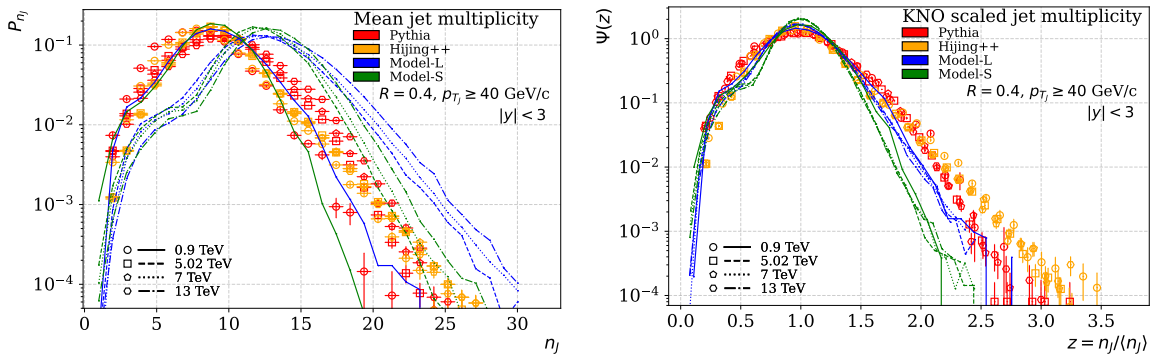 Mean jet multiplicity
Pythia
Hijing++
Model-L
Model-S
R = 0.4, p_{T_J} ≥ 40 GeV/c
|y| < 3
P_{n_J}
10^{-1}
10^{-2}
10^{-3}
10^{-4}
0.9 TeV
5.02 TeV
7 TeV
13 TeV
0 5 10 15 20 25 30
n_J
KNO scaled jet multiplicity
Pythia
Hijing++
Model-L
Model-S
R = 0.4, p_{T_J} ≥ 40 GeV/c
|y| < 3
Ψ(z)
10^{0}
10^{-1}
10^{-2}
10^{-3}
10^{-4}
0.9 TeV
5.02 TeV
7 TeV
13 TeV
0.0 0.5 1.0 1.5 2.0 2.5 3.0 3.5
z = n_J/⟨n_J⟩